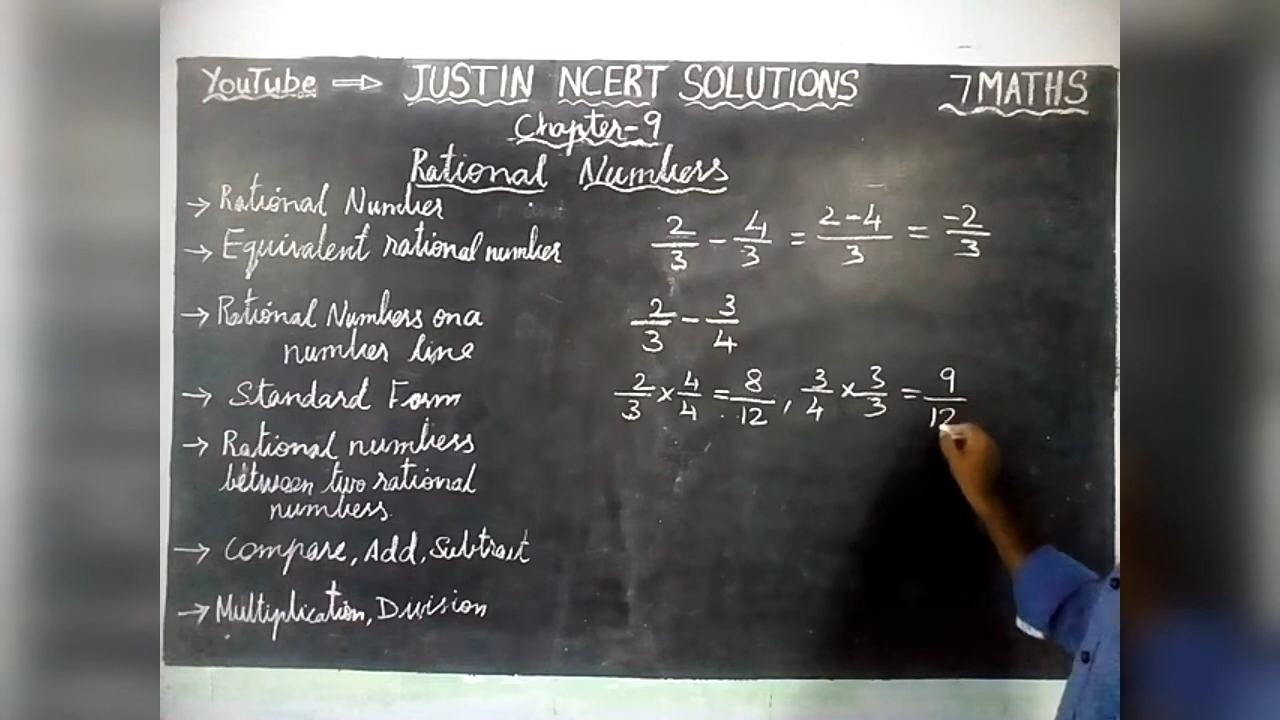 YouTube → JUSTIN NCERT SOLUTIONS 7 MATHS
Chapter-9
Rational Numbers
→ Rational Number
→ Equivalent rational number
→ Rational Numbers on a
number line
→ Standard Form
→ Rational numbers
between two rational
numbers.
→ Compare, Add, Subtract
→ Multiplication, Division
2/3 - 4/3 = 2-4/3 = -2/3
2/3 - 3/4
2/3 × 4/4 = 8/12, 3/4 × 3/3 = 9/12